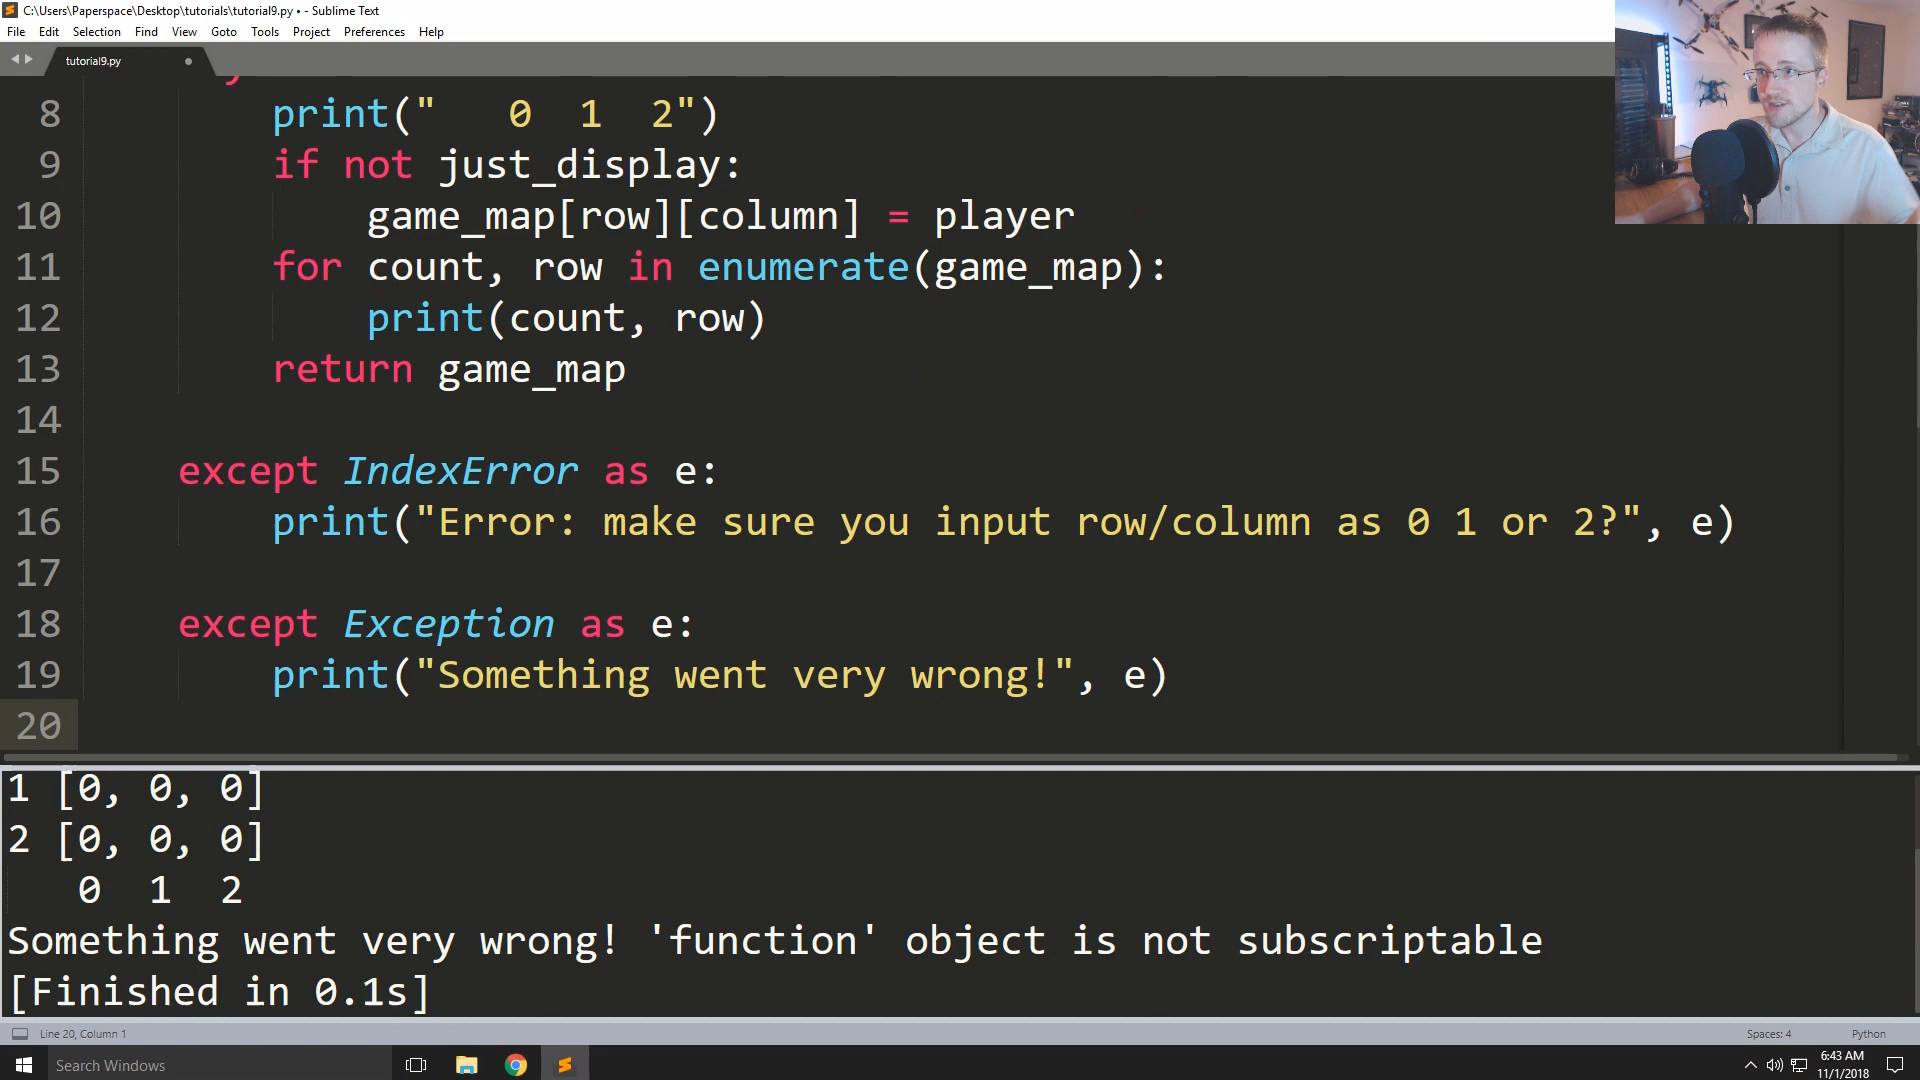 C:\Users\Paperspace\Desktop\tutorials\tutorial9.py • - Sublime Text
File Edit Selection Find View Goto Tools Project Preferences Help
tutorial9.py
8 print("   0  1  2")
9 if not just_display:
10 game_map[row][column] = player
11 for count, row in enumerate(game_map):
12 print(count, row)
13 return game_map
14
15 except IndexError as e:
16 print("Error: make sure you input row/column as 0 1 or 2?", e)
17
18 except Exception as e:
19 print("Something went very wrong!", e)
20
1 [0, 0, 0]
2 [0, 0, 0]
0  1  2
Something went very wrong! 'function' object is not subscriptable
[Finished in 0.1s]
Line 20, Column 1 Spaces: 4 Python
Search Windows
6:43 AM
11/1/2018